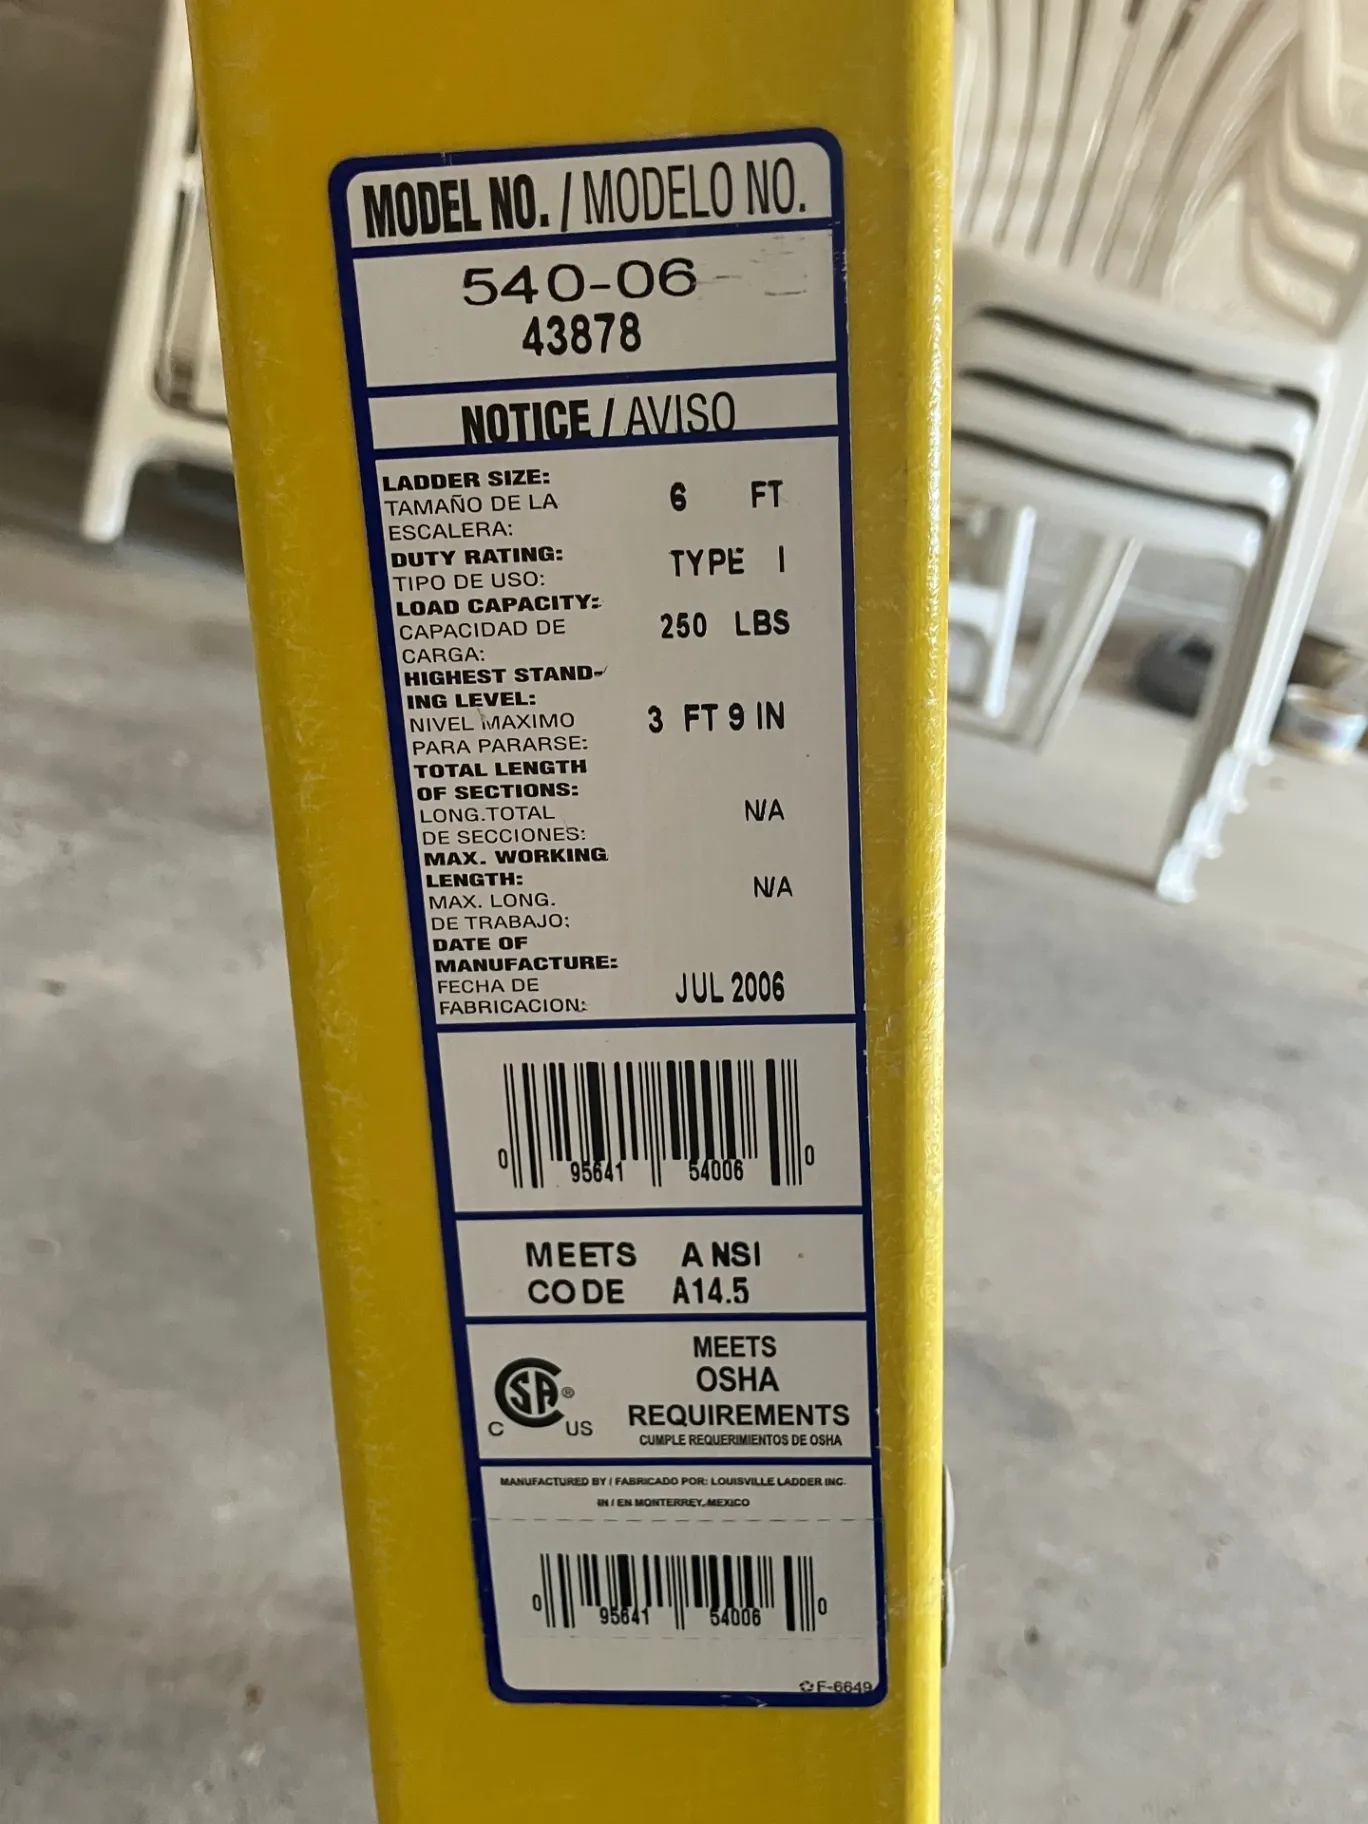 MODEL NO. / MODELO NO.
540-06
43878
NOTICE / AVISO
LADDER SIZE:
TAMAÑO DE LA 6 FT
ESCALERA:
DUTY RATING: TYPE I
TIPO DE USO:
LOAD CAPACITY:
CAPACIDAD DE 250 LBS
CARGA:
HIGHEST STAND-
ING LEVEL:
NIVEL MAXIMO 3 FT 9 IN
PARA PARARSE:
TOTAL LENGTH
OF SECTIONS:
LONG.TOTAL N/A
DE SECCIONES:
MAX. WORKING
LENGTH: N/A
MAX. LONG.
DE TRABAJO:
DATE OF
MANUFACTURE:
FECHA DE JUL 2006
FABRICACION:
0 95641 54006 0
MEETS ANSI
CODE A14.5
CSA®
C US
MEETS
OSHA
REQUIREMENTS
CUMPLE REQUERIMIENTOS DE OSHA
MANUFACTURED BY / FABRICADO POR: LOUISVILLE LADDER INC.
IN / EN MONTERREY, MEXICO
0 95641 54006 0
F-6649